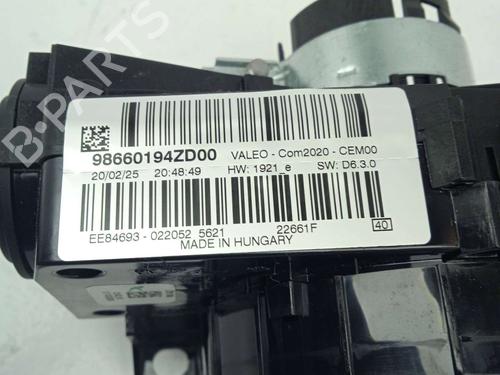 98660194ZD00 VALEO - Com2020 - CEM00
20/02/25 20:48:49 HW: 1921_e SW: D6.3.0
EE84693 - 022052 5621 22661F 40
MADE IN HUNGARY
B-PARTS